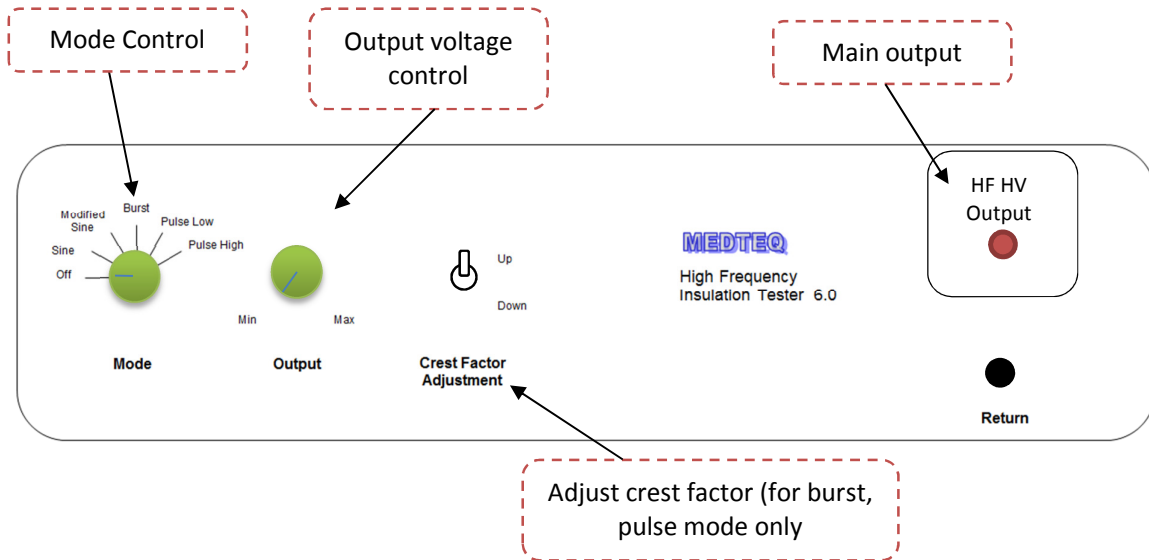 Mode Control
Output voltage
control
Main output
Modified
Sine
Burst
Pulse Low
Pulse High
Sine
Off
Min
Max
Mode
Output
Up
Down
Crest Factor
Adjustment
MEDTEQ
High Frequency
Insulation Tester 6.0
HF HV
Output
Return
Adjust crest factor (for burst,
pulse mode only